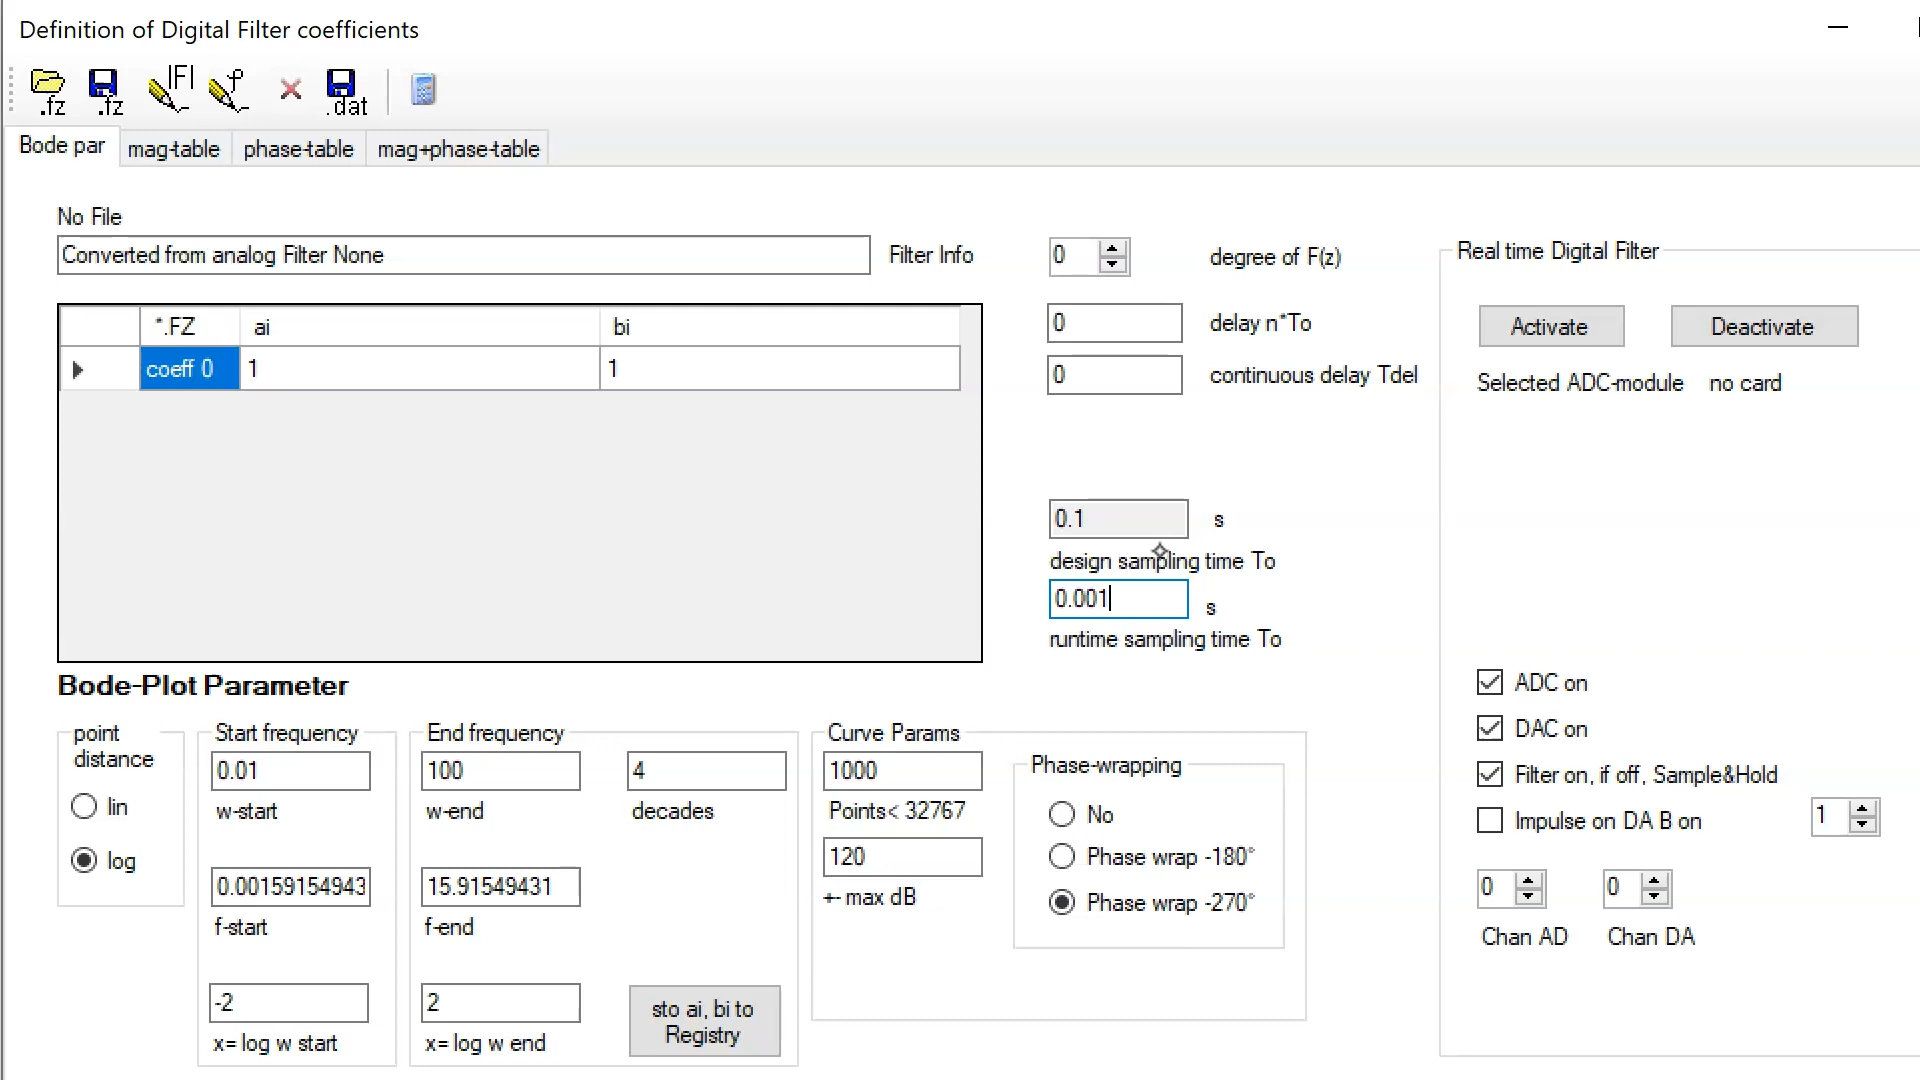 Definition of Digital Filter coefficients
.fz .fz |F| φ .dat
Bode par mag-table phase-table mag+phase-table
No File
Converted from analog Filter None Filter Info 0 degree of F(z) Real time Digital Filter
*.FZ ai bi 0 delay n*To Activate Deactivate
coeff 0 1 1 0 continuous delay Tdel Selected ADC-module no card
0.1 s
design sampling time To
0.001 s
runtime sampling time To
Bode-Plot Parameter
ADC on
DAC on
Filter on, if off, Sample&Hold
Impulse on DA B on 1
0 0
Chan AD Chan DA
point distance
lin
log
Start frequency
0.01
w-start
0.00159154943
f-start
-2
x= log w start
End frequency
100 4
w-end decades
15.91549431
f-end
2
x= log w end
sto ai, bi to
Registry
Curve Params
1000
Points< 32767
120
+- max dB
Phase-wrapping
No
Phase wrap -180°
Phase wrap -270°